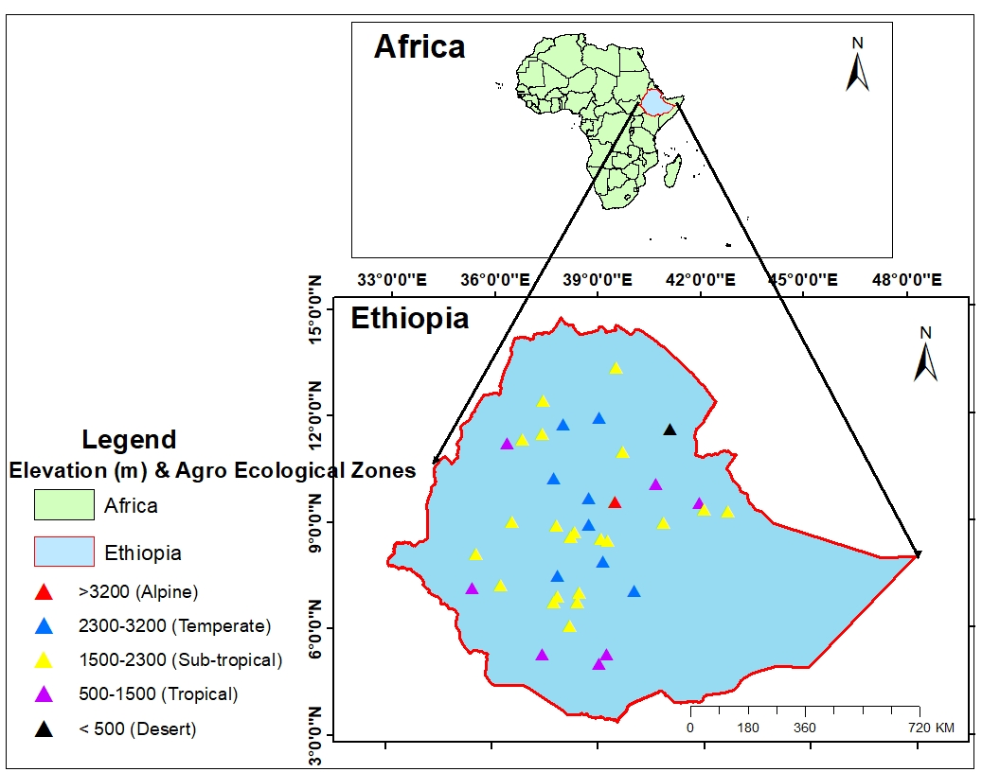 Africa
N
33°0'0"E 36°0'0"E 39°0'0"E 42°0'0"E 45°0'0"E 48°0'0"E
Ethiopia
N
15°0'0"N
12°0'0"N
9°0'0"N
6°0'0"N
3°0'0"N
Legend
Elevation (m) & Agro Ecological Zones
Africa
Ethiopia
>3200 (Alpine)
2300-3200 (Temperate)
1500-2300 (Sub-tropical)
500-1500 (Tropical)
< 500 (Desert)
0 180 360 720 KM